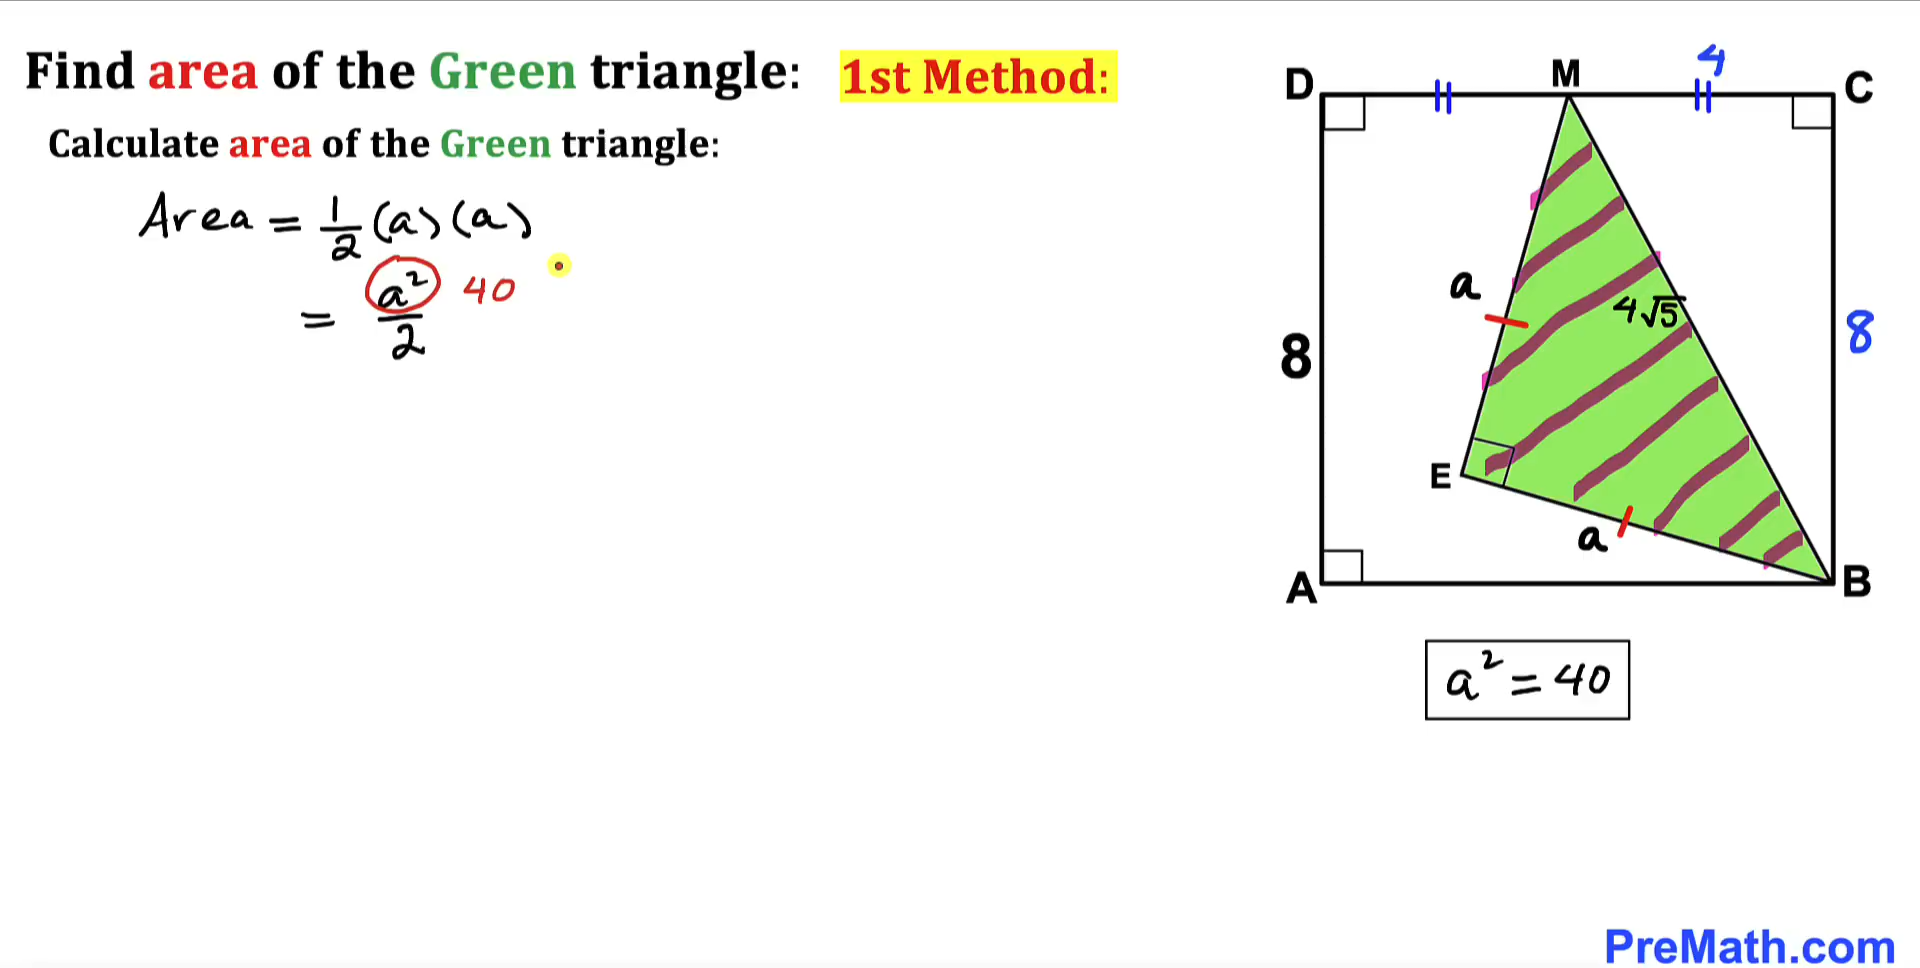 Find area of the Green triangle: 1st Method:
Calculate area of the Green triangle:
Area = 1/2 (a) (a)
= a²/2 40
D M 4 C
a
4√5
8
8
E
a
A B
a² = 40
PreMath.com